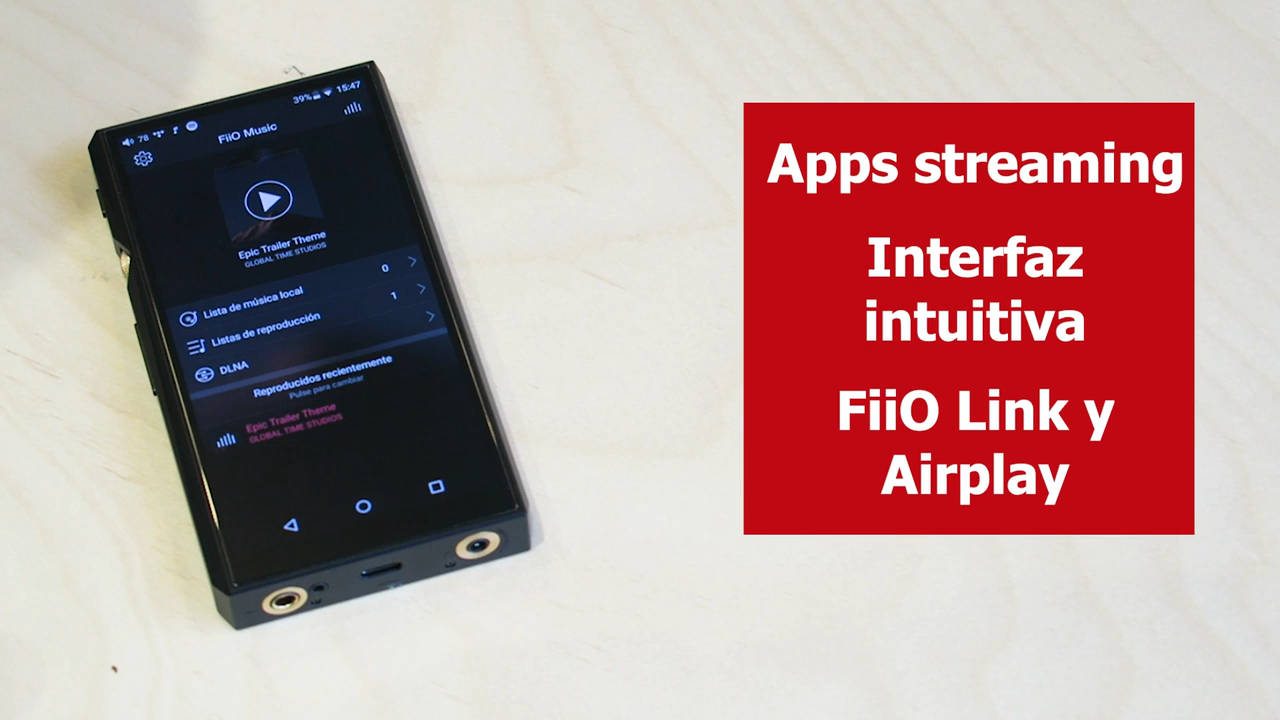 78
39%
15:47
FiiO Music
Epic Trailer Theme
GLOBAL TIME STUDIOS
Lista de música local
0
Listas de reproducción
1
DLNA
Reproducidos recientemente
Pulse para cambiar
Epic Trailer Theme
GLOBAL TIME STUDIOS
Apps streaming
Interfaz
intuitiva
FiiO Link y
Airplay